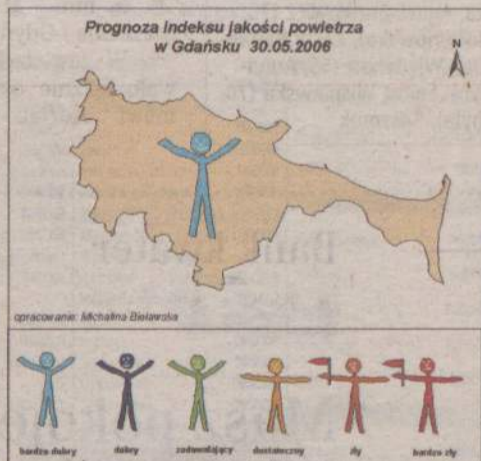 Prognoza indeksu jakości powietrza
w Gdańsku 30.05.2006
N
opracowanie: Michalina Bielawska
bardzo dobry
dobry
zadowalający
dostateczny
zły
bardzo zły